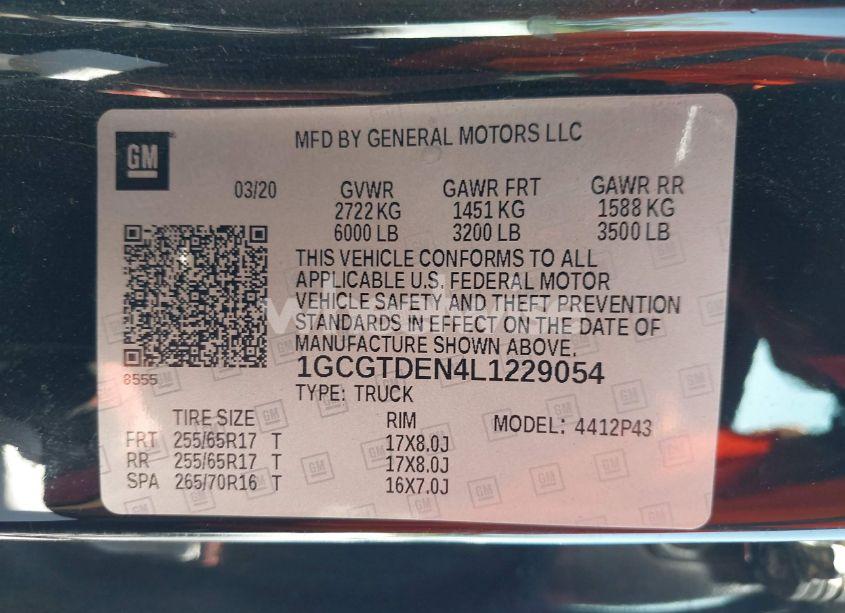 GM
MFD BY GENERAL MOTORS LLC
03/20 GVWR GAWR FRT GAWR RR
2722 KG 1451 KG 1588 KG
6000 LB 3200 LB 3500 LB
THIS VEHICLE CONFORMS TO ALL
APPLICABLE U.S. FEDERAL MOTOR
VEHICLE SAFETY AND THEFT PREVENTION
STANDARDS IN EFFECT ON THE DATE OF
MANUFACTURE SHOWN ABOVE.
8555
1GCGTDEN4L1229054
TYPE: TRUCK
TIRE SIZE RIM MODEL: 4412P43
FRT 255/65R17 T 17X8.0J
RR 255/65R17 T 17X8.0J
SPA 265/70R16 T 16X7.0J